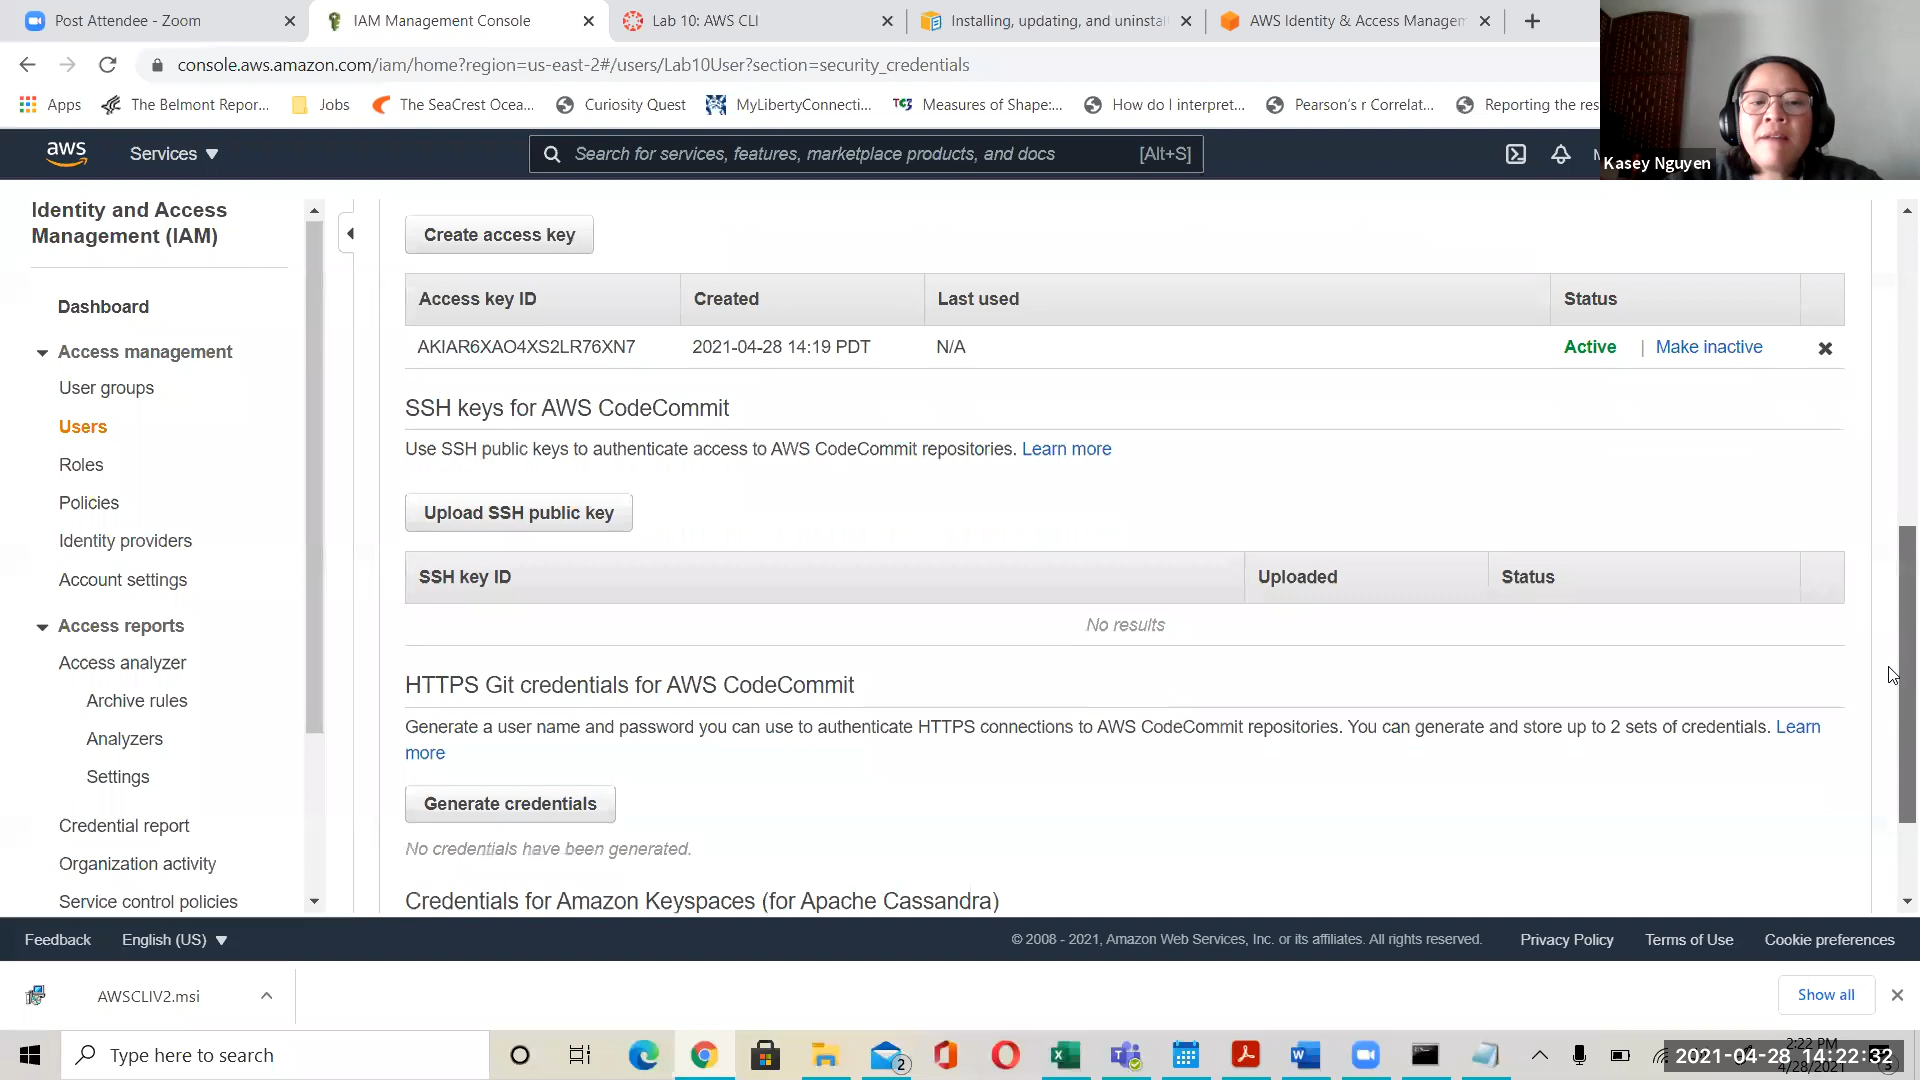 Post Attendee - Zoom
IAM Management Console
Lab 10: AWS CLI
Installing, updating, and uninstal
AWS Identity & Access Managem
console.aws.amazon.com/iam/home?region=us-east-2#/users/Lab10User?section=security_credentials
Apps
The Belmont Repor...
Jobs
The SeaCrest Ocea...
Curiosity Quest
MyLibertyConnecti...
TC3
Measures of Shape:...
How do I interpret...
Pearson's r Correlat...
Reporting the res
aws
Services
Search for services, features, marketplace products, and docs
[Alt+S]
Kasey Nguyen
Identity and Access
Management (IAM)
Dashboard
Access management
User groups
Users
Roles
Policies
Identity providers
Account settings
Access reports
Access analyzer
Archive rules
Analyzers
Settings
Credential report
Organization activity
Service control policies
Create access key
Access key ID
Created
Last used
Status
AKIAR6XAO4XS2LR76XN7
2021-04-28 14:19 PDT
N/A
Active | Make inactive
SSH keys for AWS CodeCommit
Use SSH public keys to authenticate access to AWS CodeCommit repositories. Learn more
Upload SSH public key
SSH key ID
Uploaded
Status
No results
HTTPS Git credentials for AWS CodeCommit
Generate a user name and password you can use to authenticate HTTPS connections to AWS CodeCommit repositories. You can generate and store up to 2 sets of credentials. Learn
more
Generate credentials
No credentials have been generated.
Credentials for Amazon Keyspaces (for Apache Cassandra)
Feedback
English (US)
© 2008 - 2021, Amazon Web Services, Inc. or its affiliates. All rights reserved.
Privacy Policy
Terms of Use
Cookie preferences
AWSCLIV2.msi
Show all
Type here to search
2
2:22 PM
4/28/2021
2021-04-28 14:22:32